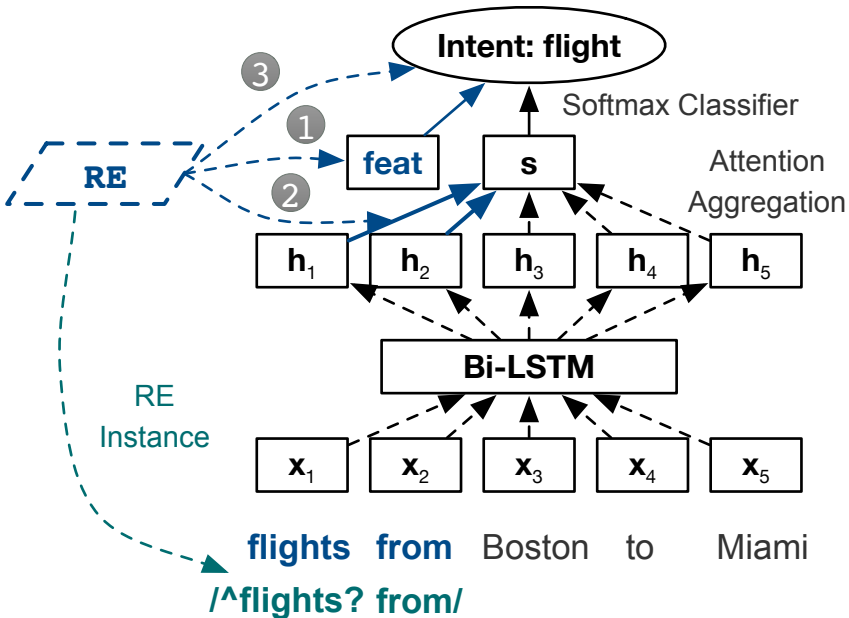 Intent: flight
3
Softmax Classifier
1
RE
feat
s
Attention
Aggregation
2
h1 h2 h3 h4 h5
Bi-LSTM
RE
Instance
x1 x2 x3 x4 x5
flights from Boston to Miami
/^flights? from/